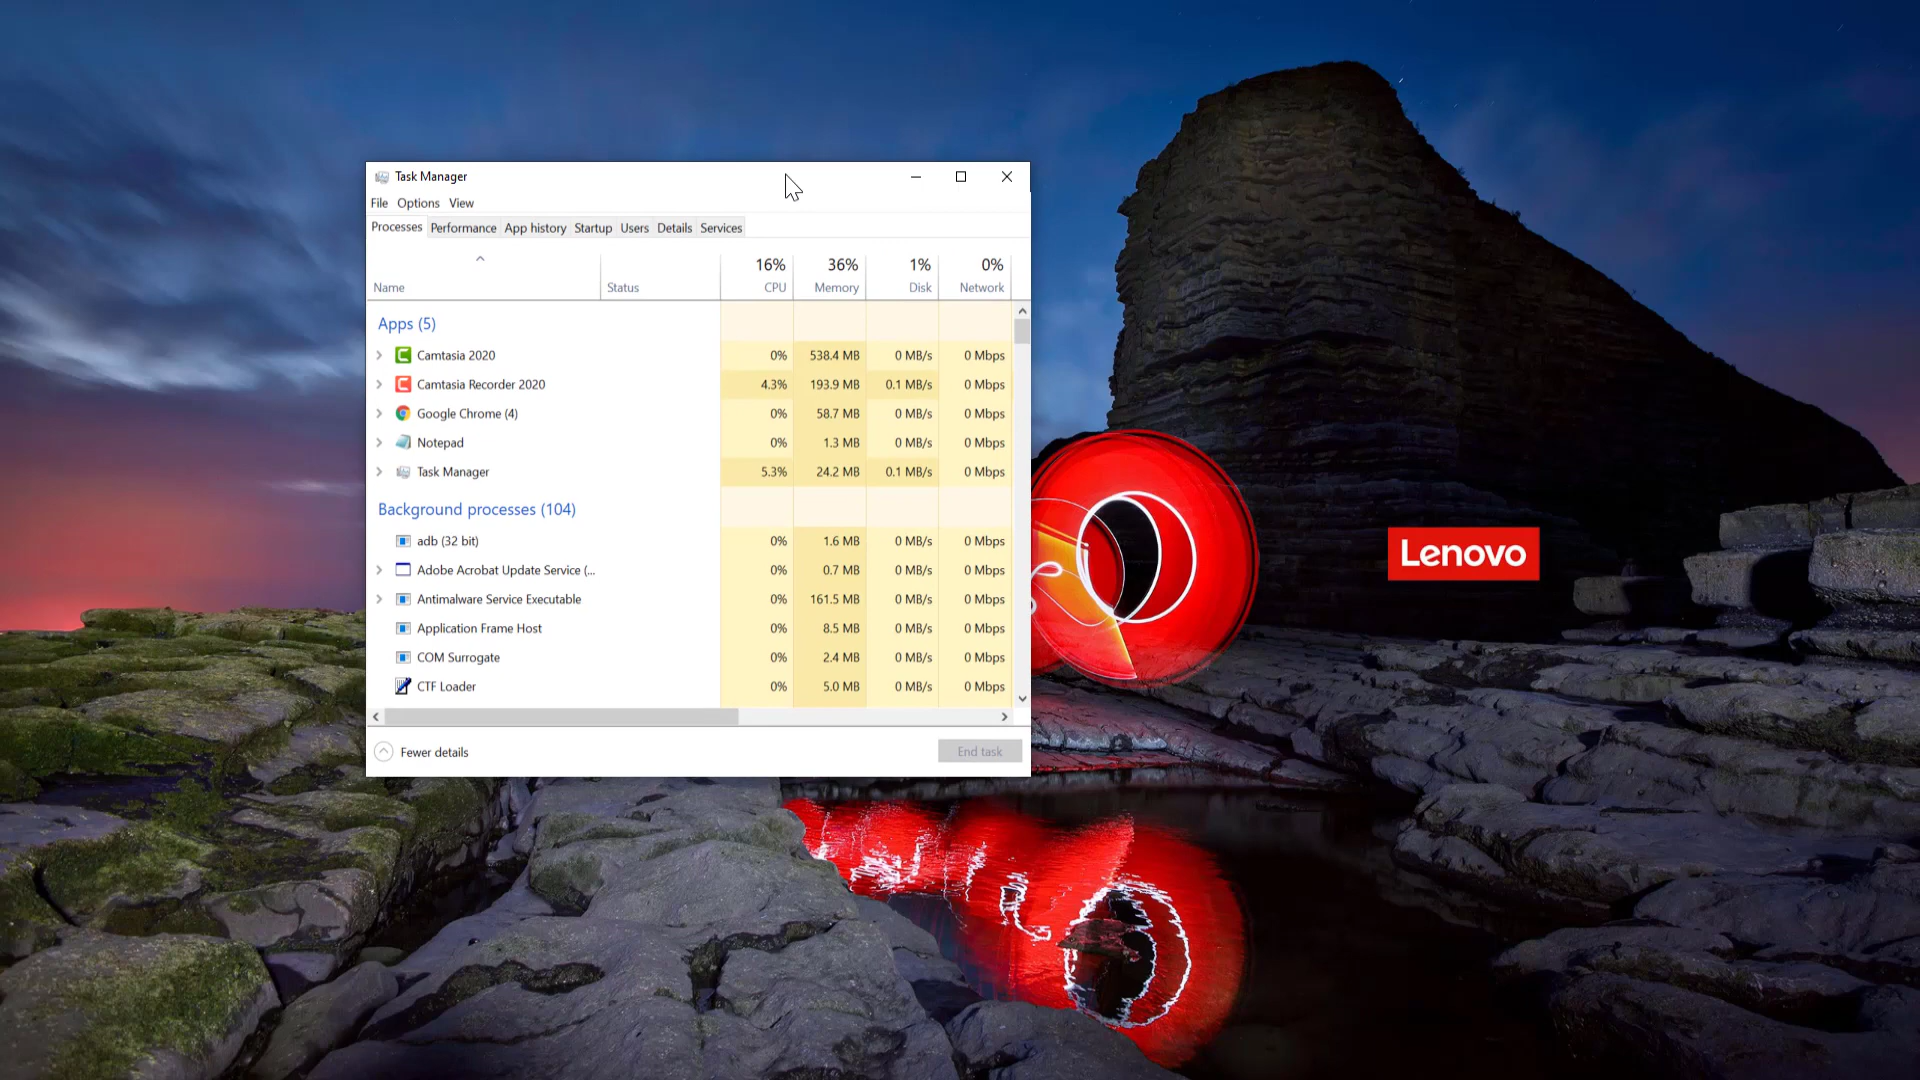 Task Manager
File Options View
Processes Performance App history Startup Users Details Services
16% 36% 1% 0%
Name Status CPU Memory Disk Network
Apps (5)
Camtasia 2020 0% 538.4 MB 0 MB/s 0 Mbps
Camtasia Recorder 2020 4.3% 193.9 MB 0.1 MB/s 0 Mbps
Google Chrome (4) 0% 58.7 MB 0 MB/s 0 Mbps
Notepad 0% 1.3 MB 0 MB/s 0 Mbps
Task Manager 5.3% 24.2 MB 0.1 MB/s 0 Mbps
Background processes (104)
adb (32 bit) 0% 1.6 MB 0 MB/s 0 Mbps
Adobe Acrobat Update Service (... 0% 0.7 MB 0 MB/s 0 Mbps
Antimalware Service Executable 0% 161.5 MB 0 MB/s 0 Mbps
Application Frame Host 0% 8.5 MB 0 MB/s 0 Mbps
COM Surrogate 0% 2.4 MB 0 MB/s 0 Mbps
CTF Loader 0% 5.0 MB 0 MB/s 0 Mbps
Fewer details End task
Lenovo